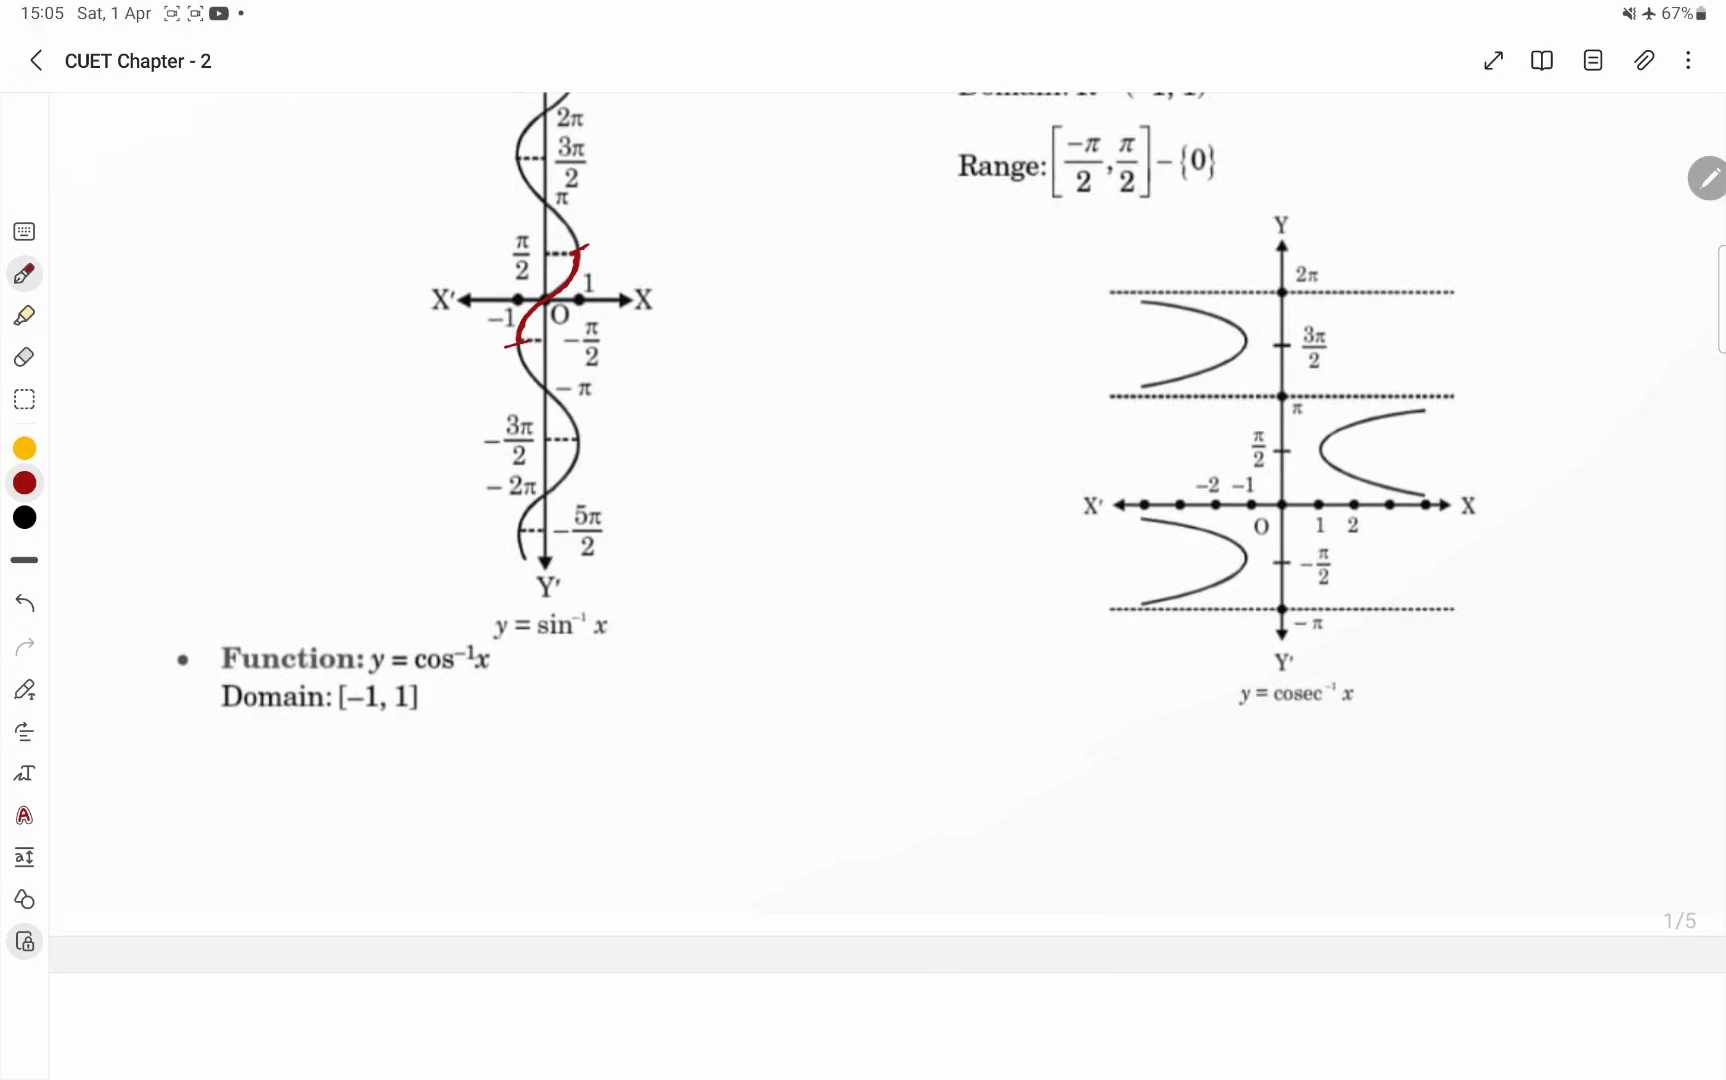 15:05 Sat, 1 Apr
67%
CUET Chapter - 2
2π
3π/2
π
π/2
1
X′ X
−1 O
−π/2
− π
−3π/2
− 2π
−5π/2
Y′
y = sin⁻¹ x
• Function: y = cos⁻¹x
Domain: [−1, 1]
Range: [−π/2, π/2] − {0}
Y
2π
3π/2
π
π/2
−2 −1
X′ X
O 1 2
−π/2
− π
Y′
y = cosec⁻¹ x
1/5